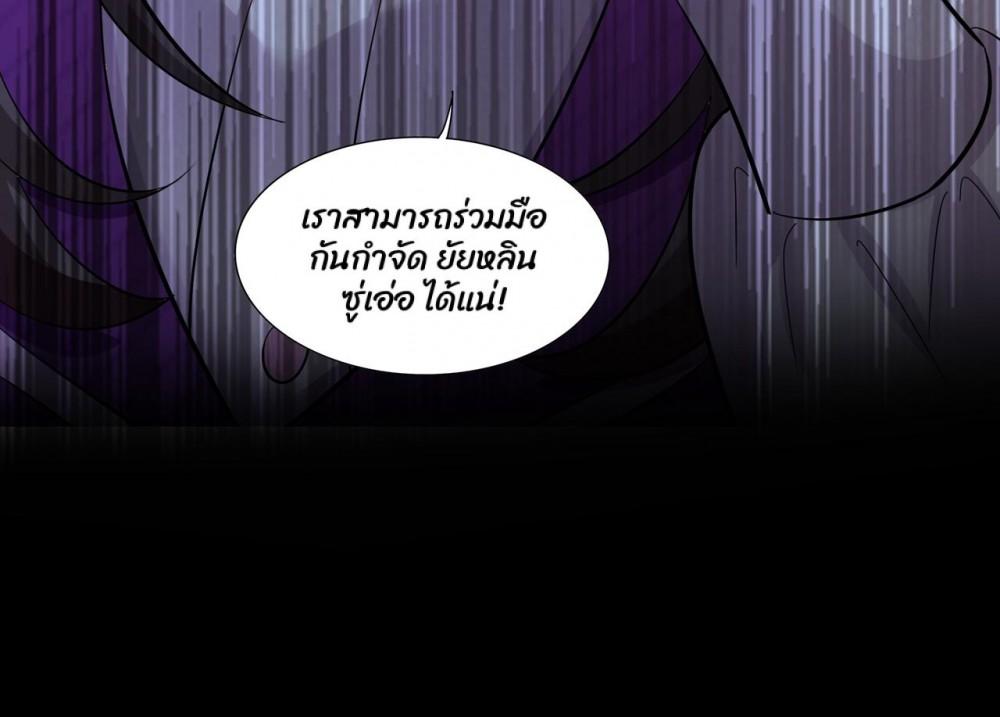 เราสามารถร่วมมือ
กันกำจัด ยัยหลิน
ซู่เอ่อ ได้แน่!